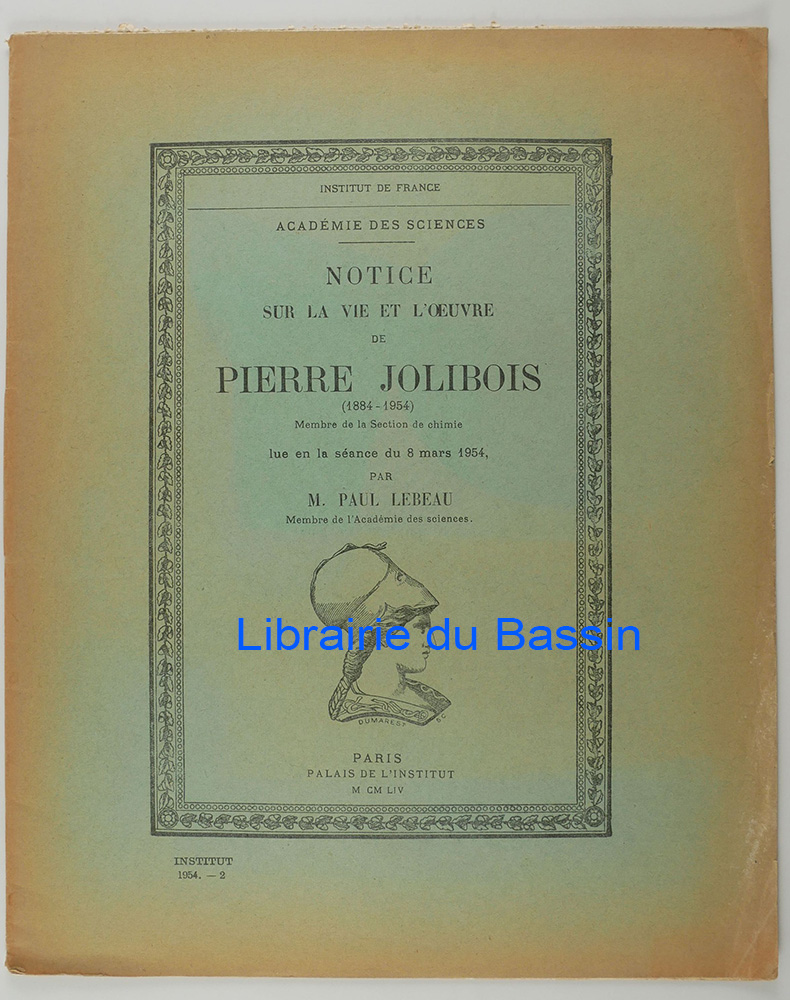 INSTITUT DE FRANCE
ACADÉMIE DES SCIENCES
NOTICE
SUR LA VIE ET L'ŒUVRE
DE
PIERRE JOLIBOIS
(1884-1954)
Membre de la Section de chimie
lue en la séance du 8 mars 1954,
PAR
M. PAUL LEBEAU
Membre de l'Académie des sciences.
Librairie du Bassin
DUMAREST SC
PARIS
PALAIS DE L'INSTITUT
M CM LIV
INSTITUT
1954. — 2